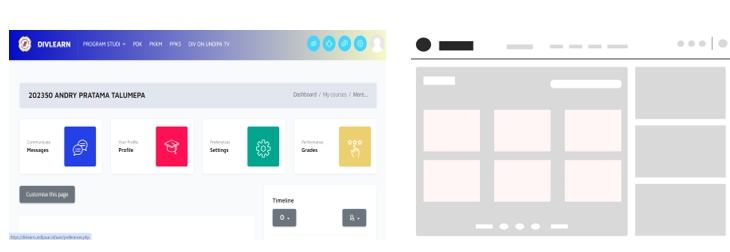 DIVLEARN PROGRAM STUDI PDK PKKM PPKS DIV ON UNDIPA TV
202350 ANDRY PRATAMA TALUMEPA
Dashboard / My courses / More...
Communicate
Messages
Your Profile
Profile
Preferences
Settings
Performance
Grades
Customise this page
Timeline